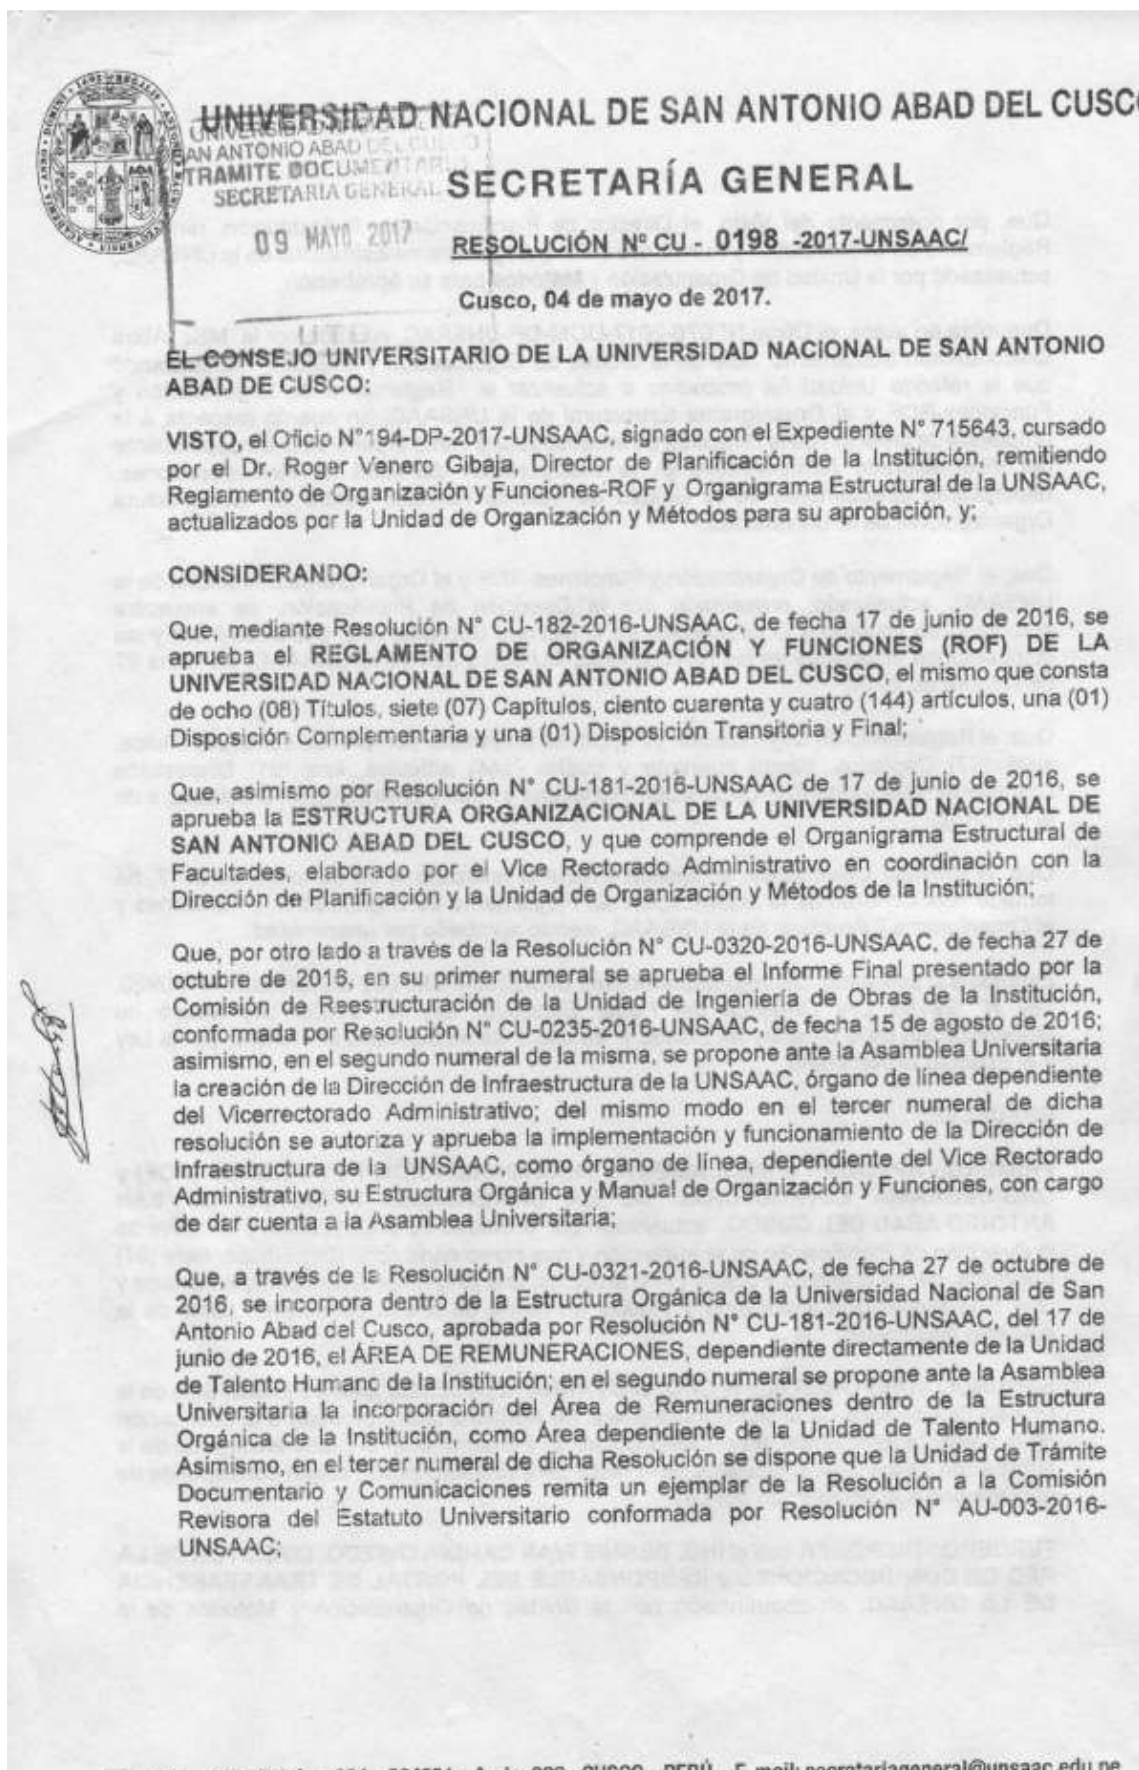 UNIVERSIDAD NACIONAL DE SAN ANTONIO ABAD DEL CUSCO
UNIVERSIDAD NACIONAL DE
SAN ANTONIO ABAD DEL CUSCO
TRAMITE DOCUMENTARIO
SECRETARIA GENERAL
SECRETARÍA GENERAL
09 MAYO 2017
RESOLUCIÓN Nº CU - 0198 -2017-UNSAAC/
Cusco, 04 de mayo de 2017.
EL CONSEJO UNIVERSITARIO DE LA UNIVERSIDAD NACIONAL DE SAN ANTONIO
ABAD DE CUSCO:
VISTO, el Oficio N°194-DP-2017-UNSAAC, signado con el Expediente N° 715643, cursado
por el Dr. Roger Venero Gibaja, Director de Planificación de la Institución, remitiendo
Reglamento de Organización y Funciones-ROF y Organigrama Estructural de la UNSAAC,
actualizados por la Unidad de Organización y Métodos para su aprobación, y;
CONSIDERANDO:
Que, mediante Resolución N° CU-182-2016-UNSAAC, de fecha 17 de junio de 2016, se
aprueba el REGLAMENTO DE ORGANIZACIÓN Y FUNCIONES (ROF) DE LA
UNIVERSIDAD NACIONAL DE SAN ANTONIO ABAD DEL CUSCO, el mismo que consta
de ocho (08) Títulos, siete (07) Capítulos, ciento cuarenta y cuatro (144) artículos, una (01)
Disposición Complementaria y una (01) Disposición Transitoria y Final;
Que, asimismo por Resolución N° CU-181-2016-UNSAAC de 17 de junio de 2016, se
aprueba la ESTRUCTURA ORGANIZACIONAL DE LA UNIVERSIDAD NACIONAL DE
SAN ANTONIO ABAD DEL CUSCO, y que comprende el Organigrama Estructural de
Facultades, elaborado por el Vice Rectorado Administrativo en coordinación con la
Dirección de Planificación y la Unidad de Organización y Métodos de la Institución;
Que, por otro lado a través de la Resolución N° CU-0320-2016-UNSAAC, de fecha 27 de
octubre de 2016, en su primer numeral se aprueba el Informe Final presentado por la
Comisión de Reestructuración de la Unidad de Ingeniería de Obras de la Institución,
conformada por Resolución N° CU-0235-2016-UNSAAC, de fecha 15 de agosto de 2016;
asimismo, en el segundo numeral de la misma, se propone ante la Asamblea Universitaria
la creación de la Dirección de Infraestructura de la UNSAAC, órgano de línea dependiente
del Vicerrectorado Administrativo; del mismo modo en el tercer numeral de dicha
resolución se autoriza y aprueba la implementación y funcionamiento de la Dirección de
Infraestructura de la UNSAAC, como órgano de línea, dependiente del Vice Rectorado
Administrativo, su Estructura Orgánica y Manual de Organización y Funciones, con cargo
de dar cuenta a la Asamblea Universitaria;
Que, a través de la Resolución N° CU-0321-2016-UNSAAC, de fecha 27 de octubre de
2016, se incorpora dentro de la Estructura Orgánica de la Universidad Nacional de San
Antonio Abad del Cusco, aprobada por Resolución N° CU-181-2016-UNSAAC, del 17 de
junio de 2016, el ÁREA DE REMUNERACIONES, dependiente directamente de la Unidad
de Talento Humano de la Institución; en el segundo numeral se propone ante la Asamblea
Universitaria la incorporación del Área de Remuneraciones dentro de la Estructura
Orgánica de la Institución, como Área dependiente de la Unidad de Talento Humano.
Asimismo, en el tercer numeral de dicha Resolución se dispone que la Unidad de Trámite
Documentario y Comunicaciones remita un ejemplar de la Resolución a la Comisión
Revisora del Estatuto Universitario conformada por Resolución N° AU-003-2016-
UNSAAC;
CUSCO - PERÚ - E-mail: secretariageneral@unsaac.edu.pe